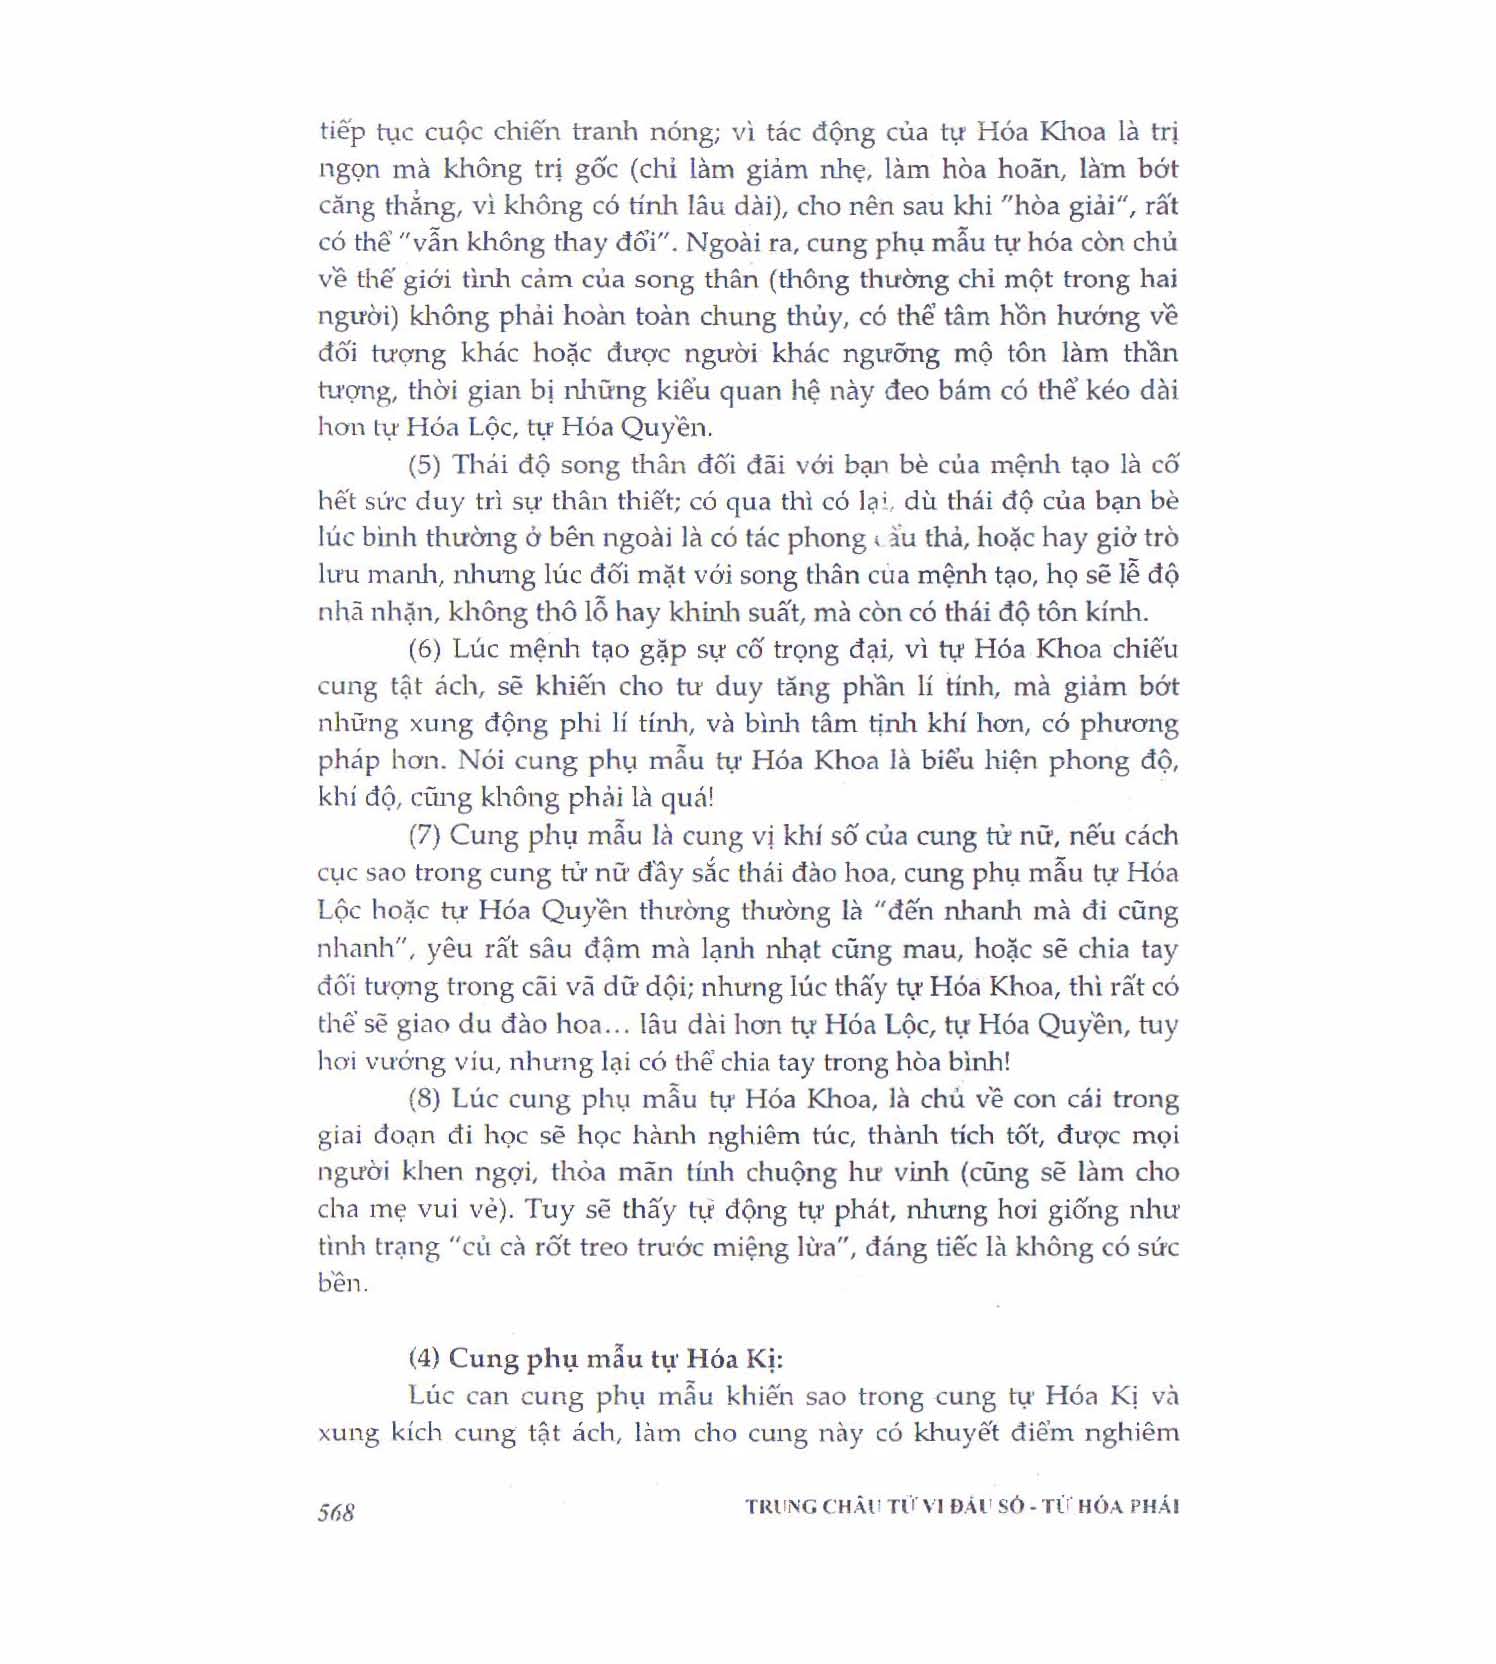 tiếp tục cuộc chiến tranh nóng; vì tác động của tự Hóa Khoa là trị
ngọn mà không trị gốc (chỉ làm giảm nhẹ, làm hòa hoãn, làm bớt
căng thẳng, vì không có tính lâu dài), cho nên sau khi "hòa giải", rất
có thể "vẫn không thay đổi". Ngoài ra, cung phụ mẫu tự hóa còn chủ
về thế giới tình cảm của song thân (thông thường chỉ một trong hai
người) không phải hoàn toàn chung thủy, có thể tâm hồn hướng về
đối tượng khác hoặc được người khác ngưỡng mộ tôn làm thần
tượng, thời gian bị những kiểu quan hệ này đeo bám có thể kéo dài
hơn tự Hóa Lộc, tự Hóa Quyền.
(5) Thái độ song thân đối đãi với bạn bè của mệnh tạo là cố
hết sức duy trì sự thân thiết; có qua thì có lại, dù thái độ của bạn bè
lúc bình thường ở bên ngoài là có tác phong cẩu thả, hoặc hay giở trò
lưu manh, nhưng lúc đối mặt với song thân của mệnh tạo, họ sẽ lễ độ
nhã nhặn, không thô lỗ hay khinh suất, mà còn có thái độ tôn kính.
(6) Lúc mệnh tạo gặp sự cố trọng đại, vì tự Hóa Khoa chiếu
cung tật ách, sẽ khiến cho tư duy tăng phần lí tính, mà giảm bớt
những xung động phi lí tính, và bình tâm tịnh khí hơn, có phương
pháp hơn. Nói cung phụ mẫu tự Hóa Khoa là biểu hiện phong độ,
khí độ, cũng không phải là quá!
(7) Cung phụ mẫu là cung vị khí số của cung tử nữ, nếu cách
cục sao trong cung tử nữ đầy sắc thái đào hoa, cung phụ mẫu tự Hóa
Lộc hoặc tự Hóa Quyền thường thường là "đến nhanh mà đi cũng
nhanh", yêu rất sâu đậm mà lạnh nhạt cũng mau, hoặc sẽ chia tay
đối tượng trong cãi vã dữ dội; nhưng lúc thấy tự Hóa Khoa, thì rất có
thể sẽ giao du đào hoa... lâu dài hơn tự Hóa Lộc, tự Hóa Quyền, tuy
hơi vướng víu, nhưng lại có thể chia tay trong hòa bình!
(8) Lúc cung phụ mẫu tự Hóa Khoa, là chủ về con cái trong
giai đoạn đi học sẽ học hành nghiêm túc, thành tích tốt, được mọi
người khen ngợi, thỏa mãn tính chuộng hư vinh (cũng sẽ làm cho
cha mẹ vui vẻ). Tuy sẽ thấy tự động tự phát, nhưng hơi giống như
tình trạng "củ cà rốt treo trước miệng lừa", đáng tiếc là không có sức
bền.
(4) Cung phụ mẫu tự Hóa Kị:
Lúc can cung phụ mẫu khiến sao trong cung tự Hóa Kị và
xung kích cung tật ách, làm cho cung này có khuyết điểm nghiêm
568 TRUNG CHÂU TỬ VI ĐẨU SỐ - TỨ HÓA PHÁI